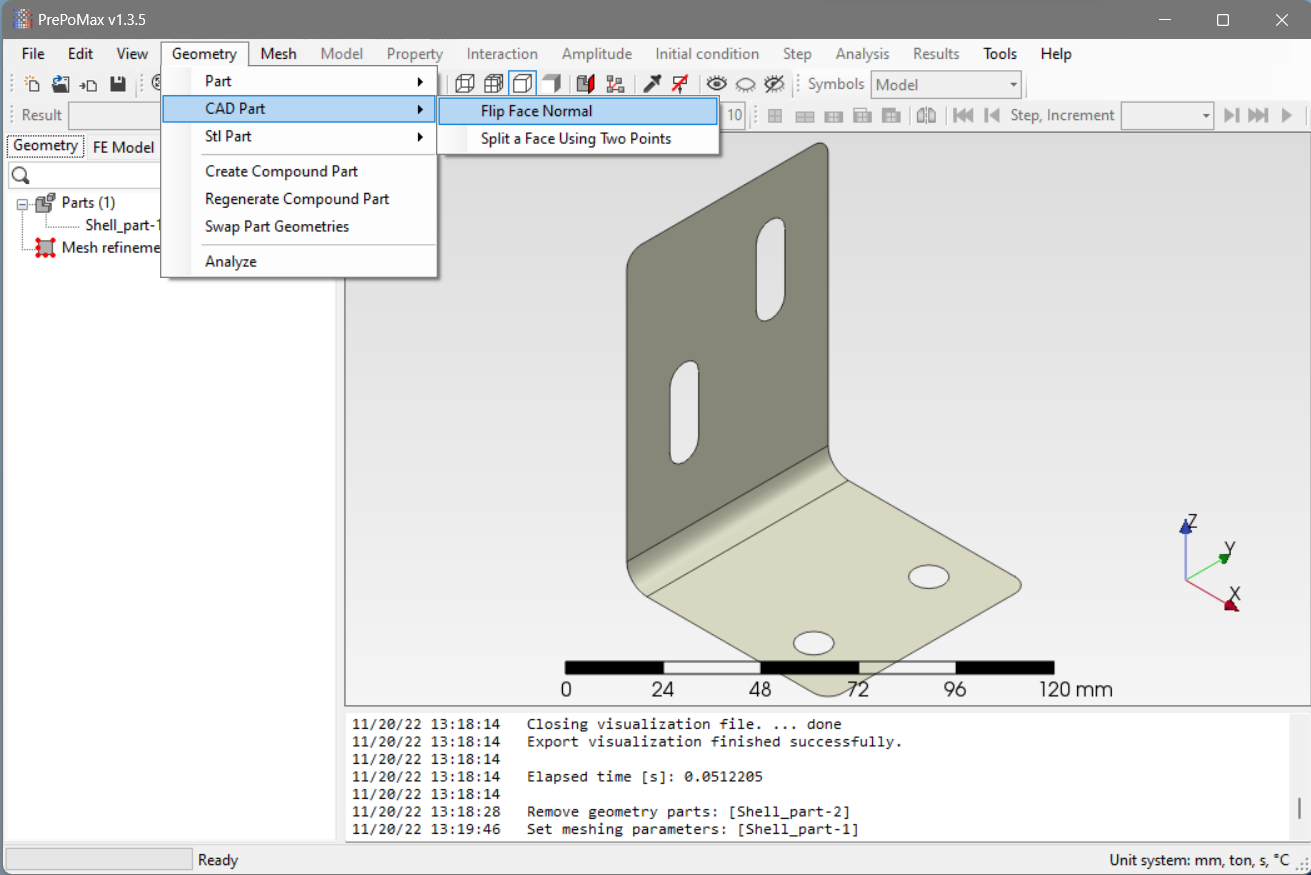 PrePoMax v1.3.5
File Edit View Geometry Mesh Model Property Interaction Amplitude Initial condition Step Analysis Results Tools Help
Symbols Model
Result 10 Step, Increment
Part
CAD Part
Stl Part
Create Compound Part
Regenerate Compound Part
Swap Part Geometries
Analyze
Flip Face Normal
Split a Face Using Two Points
Geometry FE Model
Parts (1)
Shell_part-1
Mesh refineme
Z
Y
X
0 24 48 72 96 120 mm
11/20/22 13:18:14 Closing visualization file. ... done
11/20/22 13:18:14 Export visualization finished successfully.
11/20/22 13:18:14
11/20/22 13:18:14 Elapsed time [s]: 0.0512205
11/20/22 13:18:14
11/20/22 13:18:28 Remove geometry parts: [Shell_part-2]
11/20/22 13:19:46 Set meshing parameters: [Shell_part-1]
Ready Unit system: mm, ton, s, °C